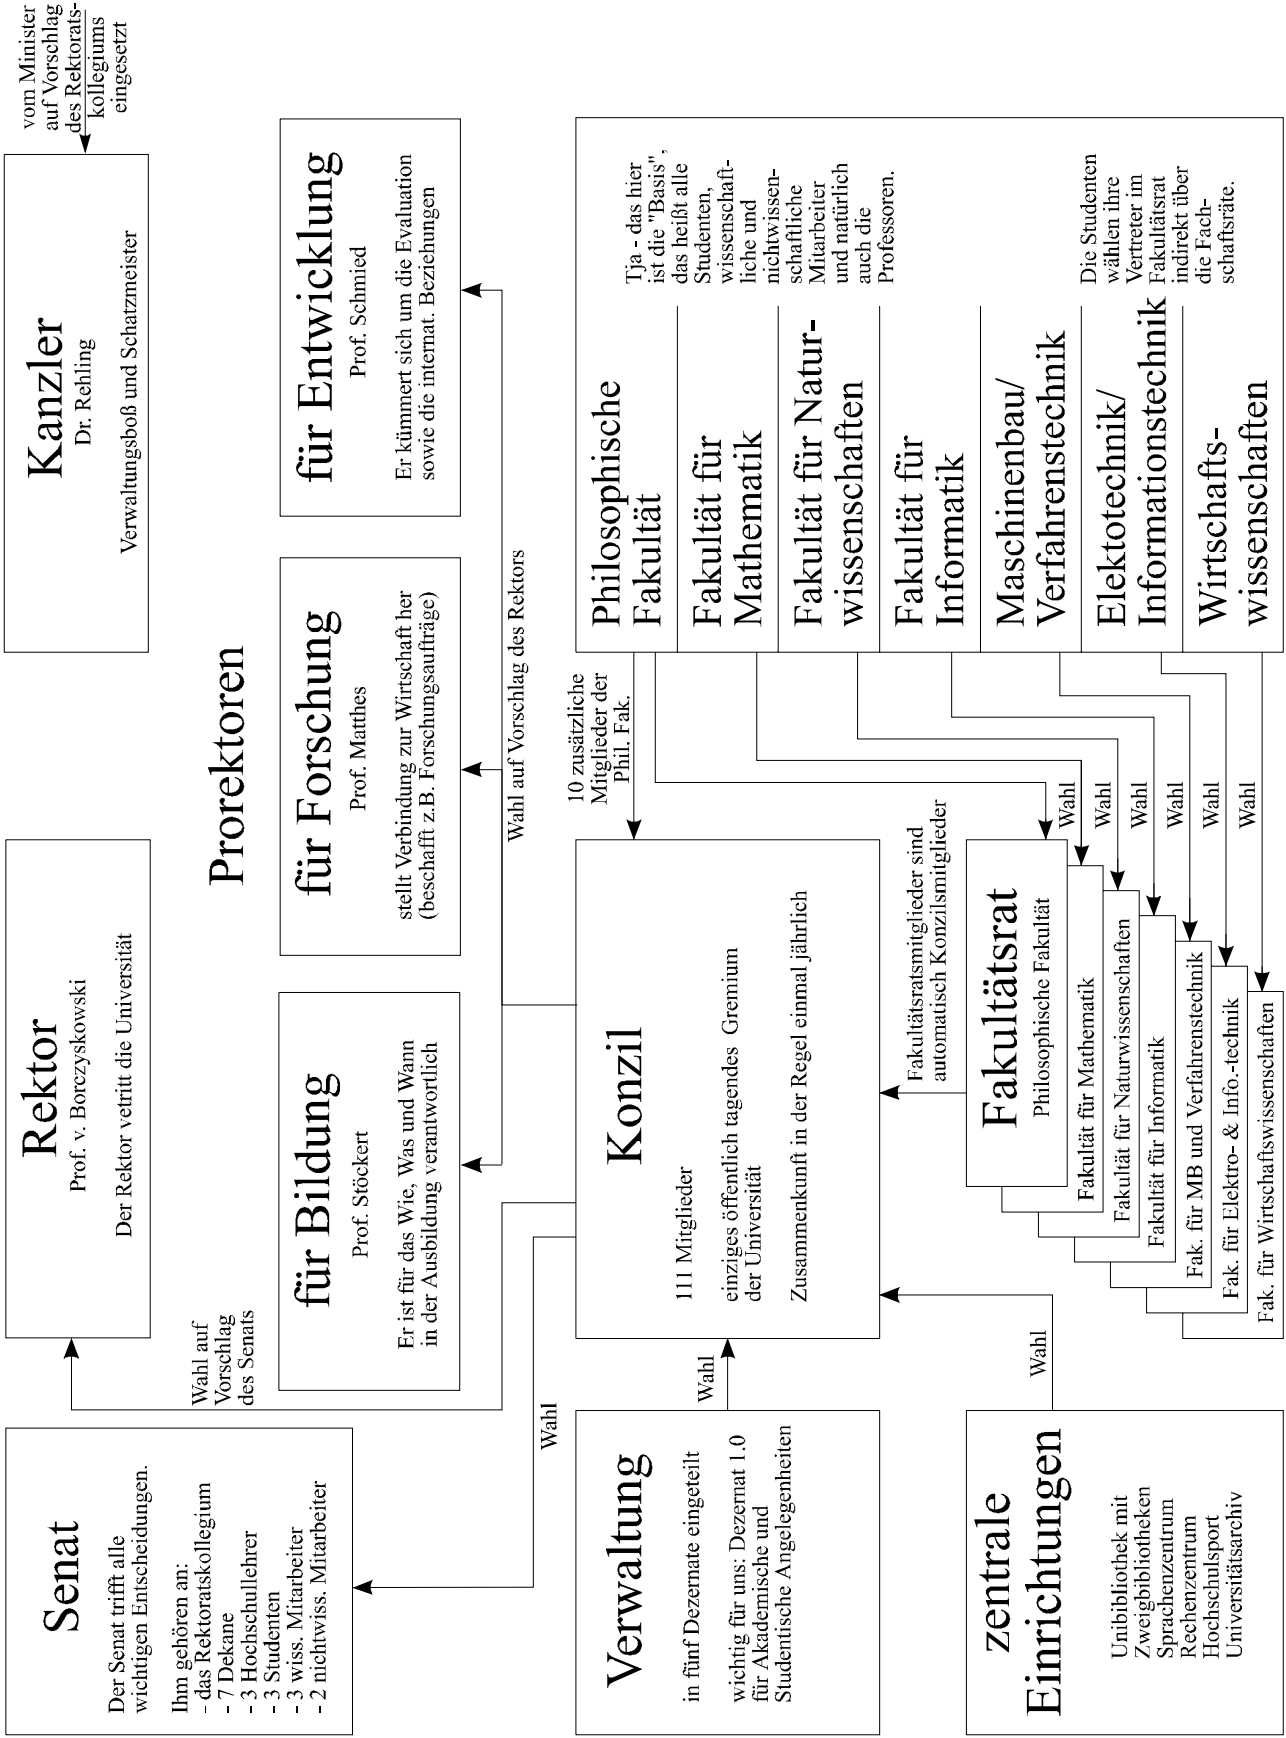 Senat
Der Senat trifft alle
wichtigen Entscheidungen.
Ihm gehören an:
- das Rektoratskollegium
- 7 Dekane
- 3 Hochschullehrer
- 3 Studenten
- 3 wiss. Mitarbeiter
- 2 nichtwiss. Mitarbeiter
Rektor
Prof. v. Borczyskowski
Der Rektor vetritt die Universität
Kanzler
Dr. Rehling
Verwaltungsboß und Schatzmeister
vom Minister
auf Vorschlag
des Rektorats-
kollegiums
eingesetzt
Wahl auf
Vorschlag
des Senats
Prorektoren
für Bildung
Prof. Stöckert
Er ist für das Wie, Was und Wann
in der Ausbildung verantwortlich
für Forschung
Prof. Matthes
stellt Verbindung zur Wirtschaft her
(beschafft z.B. Forschungsaufträge)
für Entwicklung
Prof. Schmied
Er kümmert sich um die Evaluation
sowie die internat. Beziehungen
Wahl
Wahl auf Vorschlag des Rektors
Verwaltung
in fünf Dezernate eingeteilt
wichtig für uns: Dezernat 1.0
für Akademische und
Studentische Angelegenheiten
Wahl
Konzil
111 Mitglieder
einziges öffentlich tagendes Gremium
der Universität
Zusammenkunft in der Regel einmal jährlich
10 zusätzliche
Mitglieder der
Phil. Fak.
Philosophische
Fakultät
Fakultät für
Mathematik
Fakultät für Natur-
wissenschaften
Fakultät für
Informatik
Maschinenbau/
Verfahrenstechnik
Elektotechnik/
Informationstechnik
Wirtschafts-
wissenschaften
Tja - das hier
ist die "Basis",
das heißt alle
Studenten,
wissenschaft-
liche und
nichtwissen-
schaftliche
Mitarbeiter
und natürlich
auch die
Professoren.
Die Studenten
wählen ihre
Vertreter im
Fakultätsrat
indirekt über
die Fach-
schaftsräte.
zentrale
Einrichtungen
Unibibliothek mit
Zweigbibliotheken
Sprachenzentrum
Rechenzentrum
Hochschulsport
Universitätsarchiv
Wahl
Fakultätsratsmitglieder sind
automatisch Konzilsmitglieder
Fakultätsrat
Philosophische Fakultät
Fakultät für Mathematik
Fakultät für Naturwissenschaften
Fakultät für Informatik
Fak. für MB und Verfahrenstechnik
Fak. für Elektro- & Info.-technik
Fak. für Wirtschaftswissenschaften
Wahl
Wahl
Wahl
Wahl
Wahl
Wahl